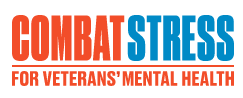 COMBAT STRESS
FOR VETERANS' MENTAL HEALTH